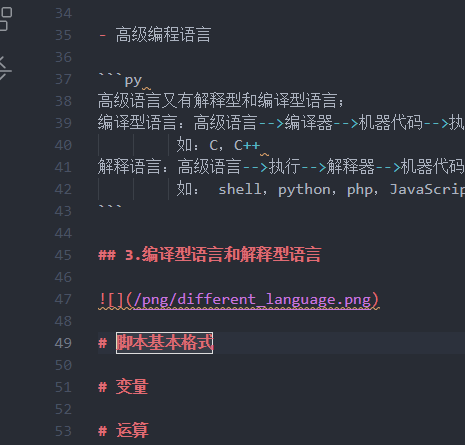 34
35 - 高级编程语言
36
37 ```py
38 高级语言又有解释型和编译型语言;
39 编译型语言: 高级语言-->编译器-->机器代码-->执
40 如: C, C++
41 解释语言: 高级语言-->执行-->解释器-->机器代码
42 如: shell, python, php, JavaScrip
43 ```
44
45 ## 3.编译型语言和解释型语言
46
47 ![](/png/different_language.png)
48
49 # 脚本基本格式
50
51 # 变量
52
53 # 运算